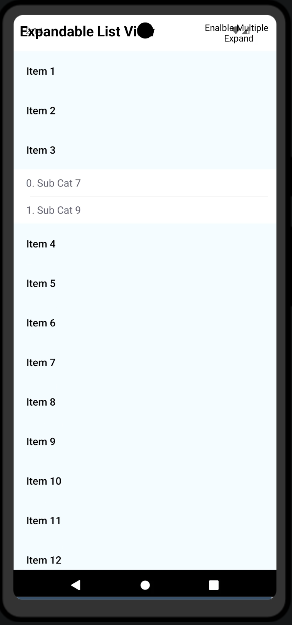 Expandable List View
Enalble Multiple
Expand
Item 1
Item 2
Item 3
0. Sub Cat 7
1. Sub Cat 9
Item 4
Item 5
Item 6
Item 7
Item 8
Item 9
Item 10
Item 11
Item 12